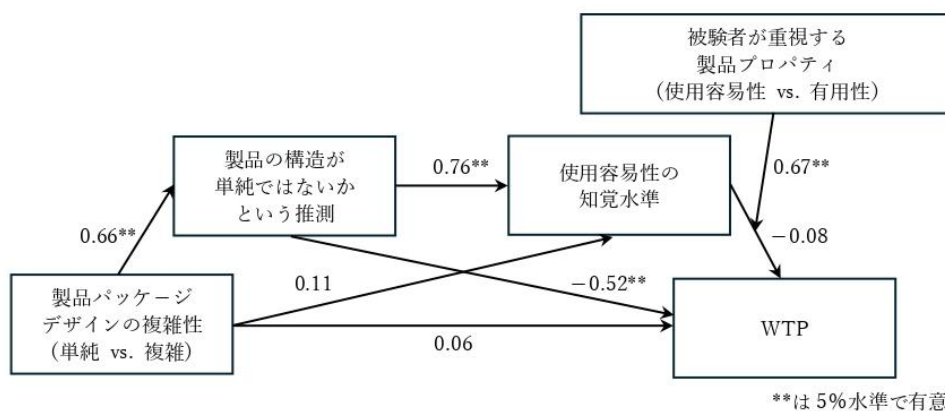 被験者が重視する
製品プロパティ
（使用容易性 vs. 有用性）
製品の構造が
単純ではないか
という推測
0.76**
使用容易性の
知覚水準
0.67**
0.66**
−0.08
製品パッケージ
デザインの複雑性
（単純 vs. 複雑）
0.11
−0.52**
0.06
WTP
**は 5%水準で有意